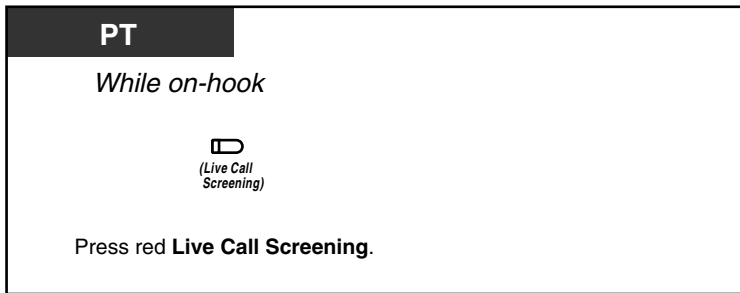 PT
While on-hook
(Live Call
Screening)
Press red Live Call Screening.